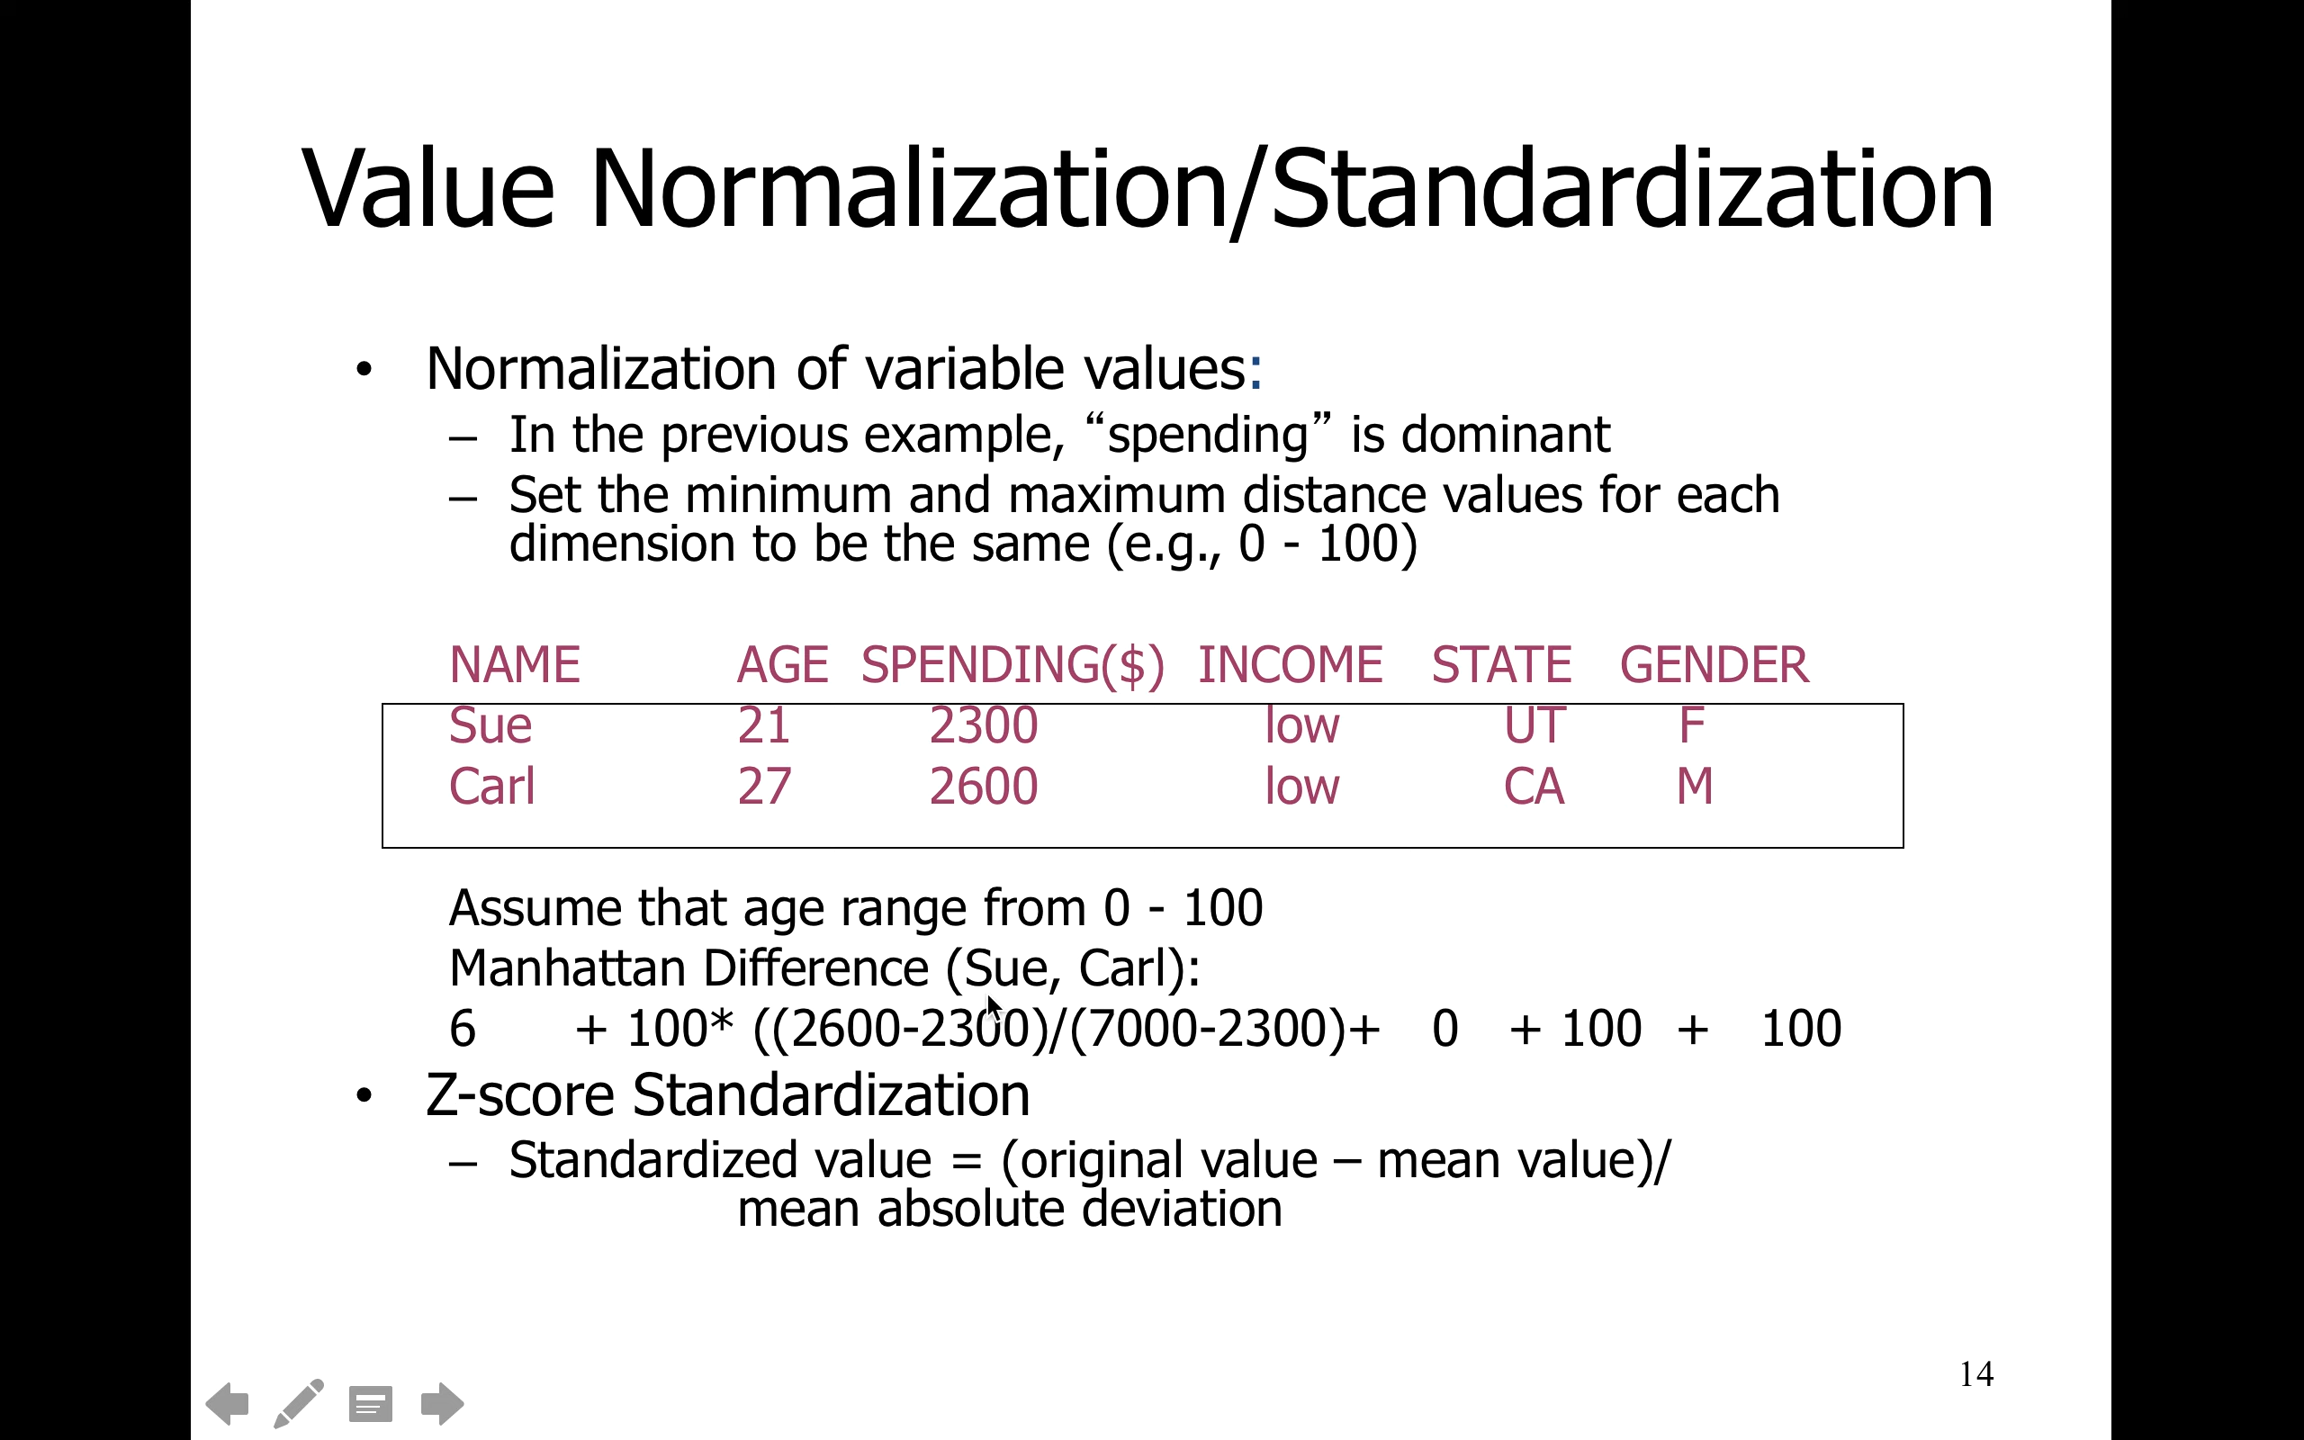 Value Normalization/Standardization
• Normalization of variable values:
– In the previous example, “spending” is dominant
– Set the minimum and maximum distance values for each
dimension to be the same (e.g., 0 - 100)
NAME AGE SPENDING($) INCOME STATE GENDER
Sue 21 2300 low UT F
Carl 27 2600 low CA M
Assume that age range from 0 - 100
Manhattan Difference (Sue, Carl):
6 + 100* ((2600-2300)/(7000-2300)+ 0 + 100 + 100
• Z-score Standardization
– Standardized value = (original value – mean value)/
mean absolute deviation
14